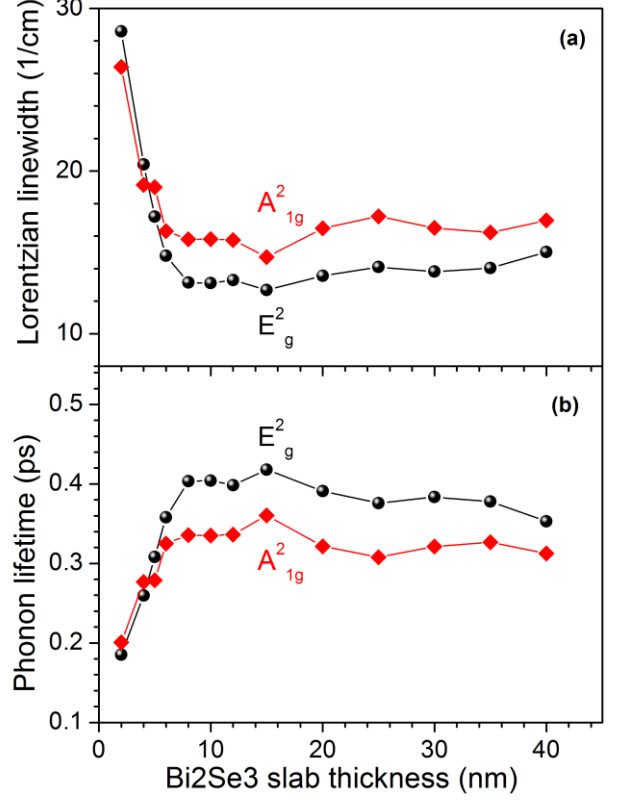 30
20
10
Lorentzian linewidth (1/cm)
(a)
A²₁g
E²g
0.5
0.4
0.3
0.2
0.1
Phonon lifetime (ps)
(b)
E²g
A²₁g
0 10 20 30 40
Bi2Se3 slab thickness (nm)